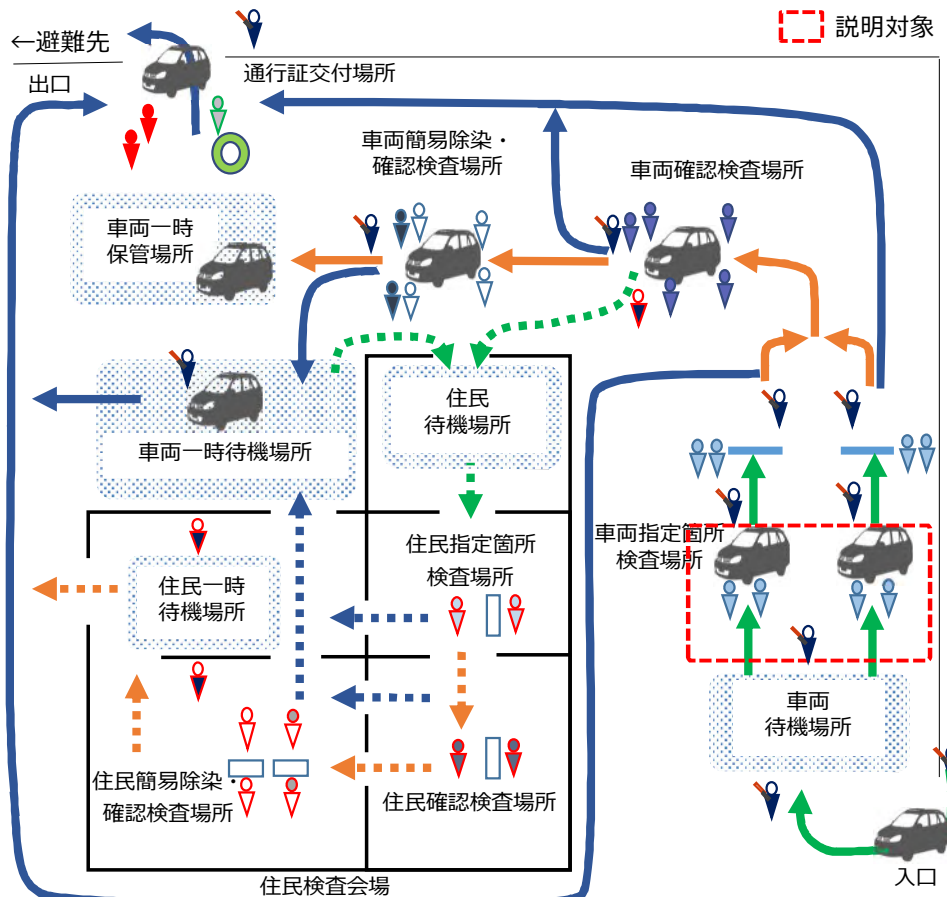 説明対象
←避難先
出口
通行証交付場所
車両簡易除染・
確認検査場所
車両確認検査場所
車両一時
保管場所
住民
待機場所
車両一時待機場所
住民指定箇所
検査場所
車両指定箇所
検査場所
住民一時
待機場所
車両
待機場所
住民簡易除染・
確認検査場所
住民確認検査場所
入口
住民検査会場